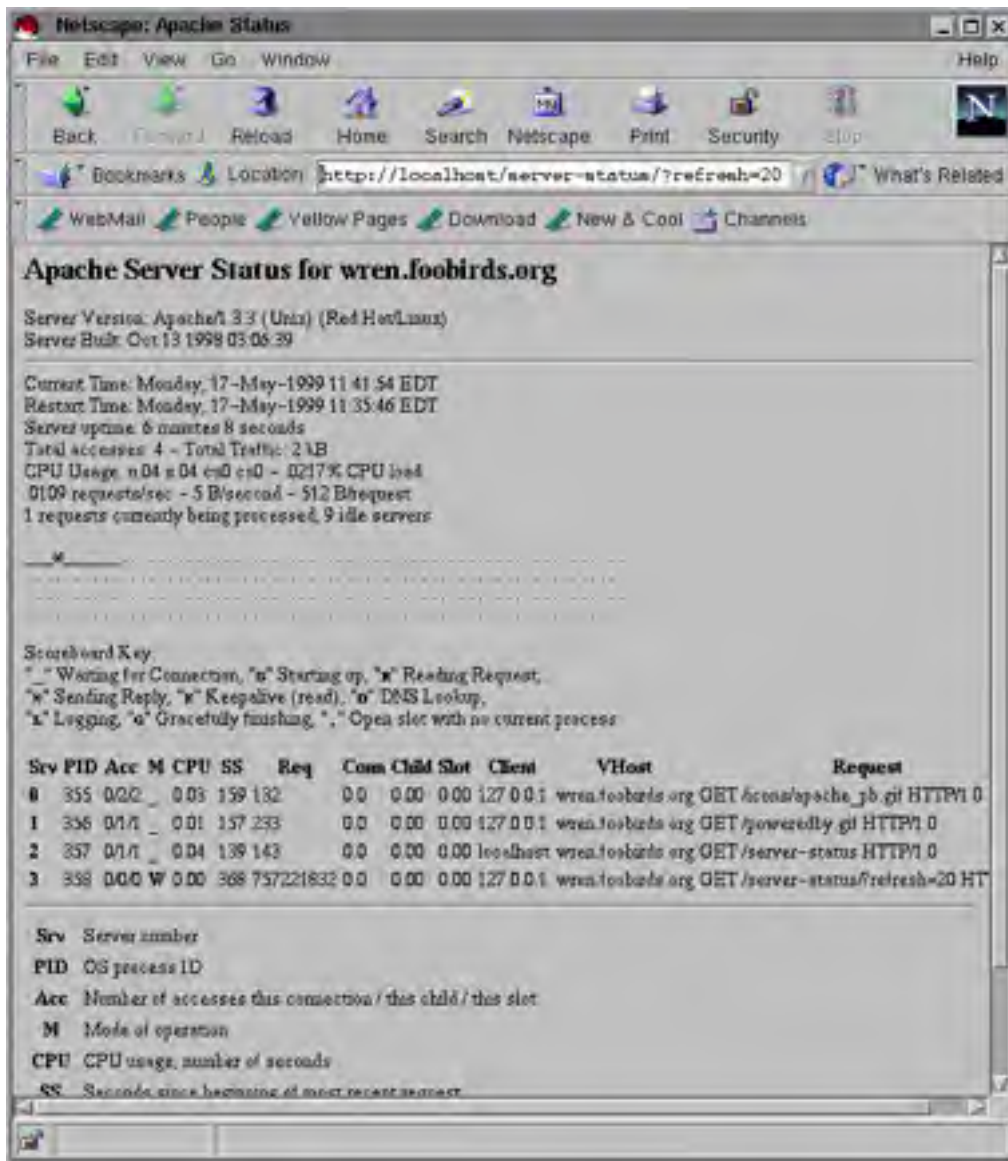 Netscape: Apache Status
File Edit View Go Window Help
Back Forward Reload Home Search Netscape Print Security Stop
Bookmarks Location http://localhost/server-status/?refresh=20 What's Related
WebMail People Yellow Pages Download New & Cool Channels
Apache Server Status for wren.foobirds.org
Server Version: Apache/1.3.3 (Unix) (Red Hat/Linux)
Server Built: Oct 13 1998 03:06:39
Current Time: Monday, 17-May-1999 11:41:54 EDT
Restart Time: Monday, 17-May-1999 11:35:46 EDT
Server uptime: 6 minutes 8 seconds
Total accesses: 4 - Total Traffic: 2 kB
CPU Usage: u.04 s.04 cu0 cs0 - .0217% CPU load
.0109 requests/sec - 5 B/second - 512 B/request
1 requests currently being processed, 9 idle servers
___W______......................................................
Scoreboard Key:
"_" Waiting for Connection, "S" Starting up, "R" Reading Request,
"W" Sending Reply, "K" Keepalive (read), "D" DNS Lookup,
"L" Logging, "G" Gracefully finishing, "." Open slot with no current process
Srv PID Acc M CPU SS Req Conn Child Slot Client VHost Request
0 355 0/2/2 _ 0.03 159 132 0.0 0.00 0.00 127.0.0.1 wren.foobirds.org GET /icons/apache_pb.gif HTTP/1.0
1 356 0/1/1 _ 0.01 157 233 0.0 0.00 0.00 127.0.0.1 wren.foobirds.org GET /poweredby.gif HTTP/1.0
2 357 0/1/1 _ 0.04 139 143 0.0 0.00 0.00 localhost wren.foobirds.org GET /server-status HTTP/1.0
3 358 0/0/0 W 0.00 368 757221832 0.0 0.00 0.00 127.0.0.1 wren.foobirds.org GET /server-status/?refresh=20 HT
Srv Server number
PID OS process ID
Acc Number of accesses this connection / this child / this slot
M Mode of operation
CPU CPU usage, number of seconds
SS Seconds since beginning of most recent request